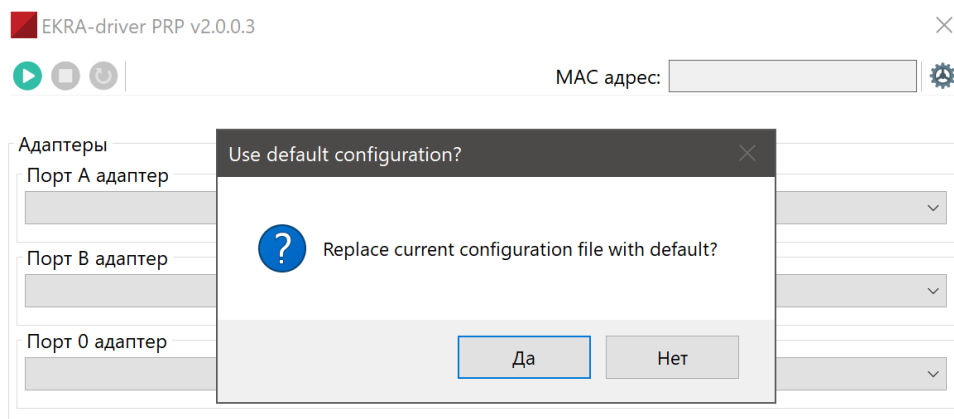 EKRA-driver PRP v2.0.0.3
МАС адрес:
Адаптеры
Порт А адаптер
Порт В адаптер
Порт 0 адаптер
Use default configuration?
Replace current configuration file with default?
Да
Нет